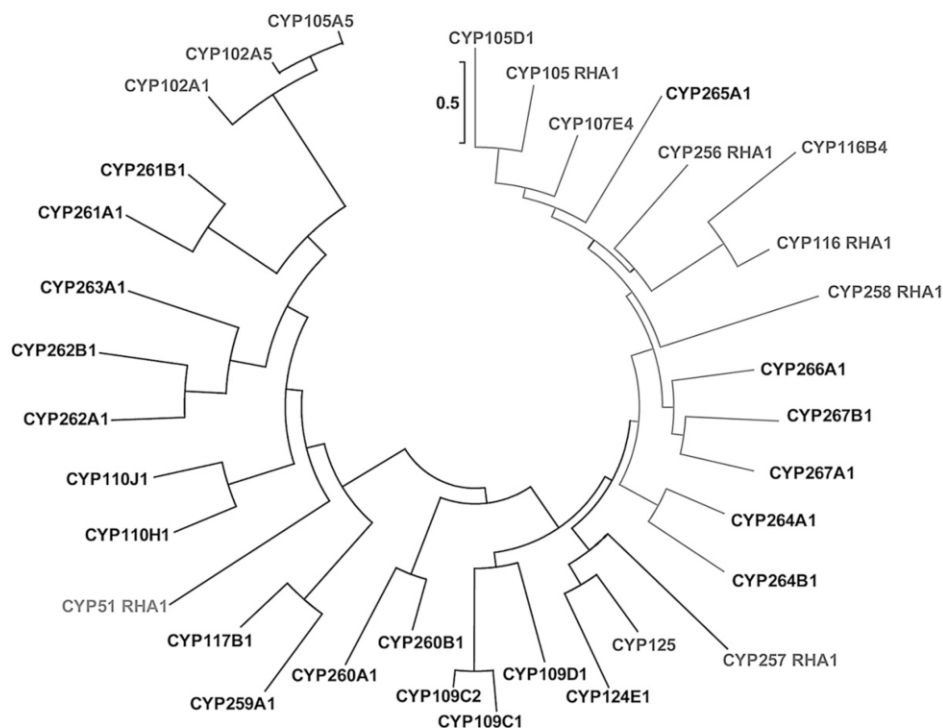 CYP105A5
CYP102A5
CYP102A1
CYP261B1
CYP261A1
CYP263A1
CYP262B1
CYP262A1
CYP110J1
CYP110H1
CYP51 RHA1
CYP117B1
CYP259A1
CYP260A1
CYP260B1
CYP109C2
CYP109C1
CYP109D1
CYP124E1
CYP125
CYP257 RHA1
CYP264B1
CYP264A1
CYP267A1
CYP267B1
CYP266A1
CYP258 RHA1
CYP116 RHA1
CYP116B4
CYP256 RHA1
CYP265A1
CYP107E4
CYP105 RHA1
CYP105D1
0.5